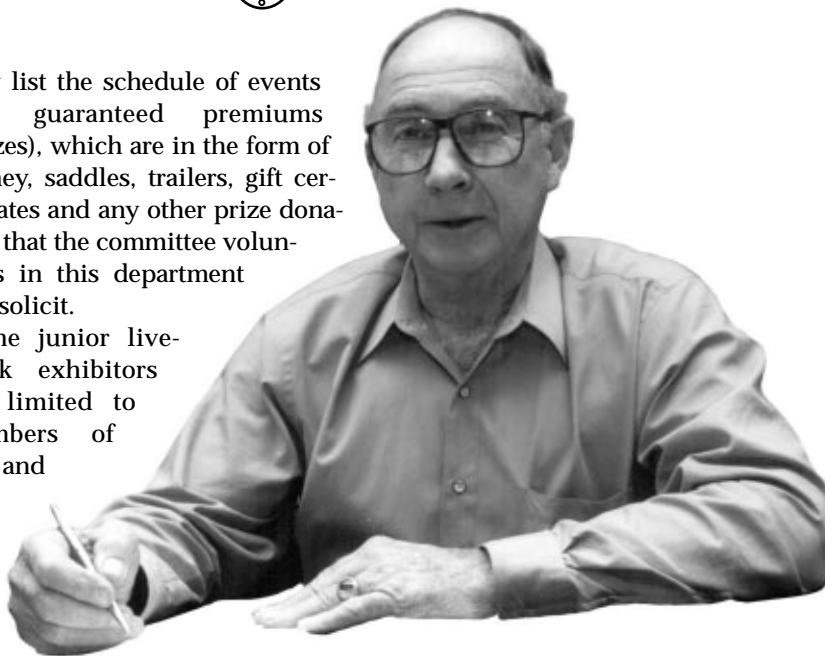 list the schedule of events
guaranteed premiums
zes), which are in the form of
ney, saddles, trailers, gift cer-
ates and any other prize dona-
that the committee volun-
s in this department
solicit.
ne junior live-
k exhibitors
limited to
mbers of
and